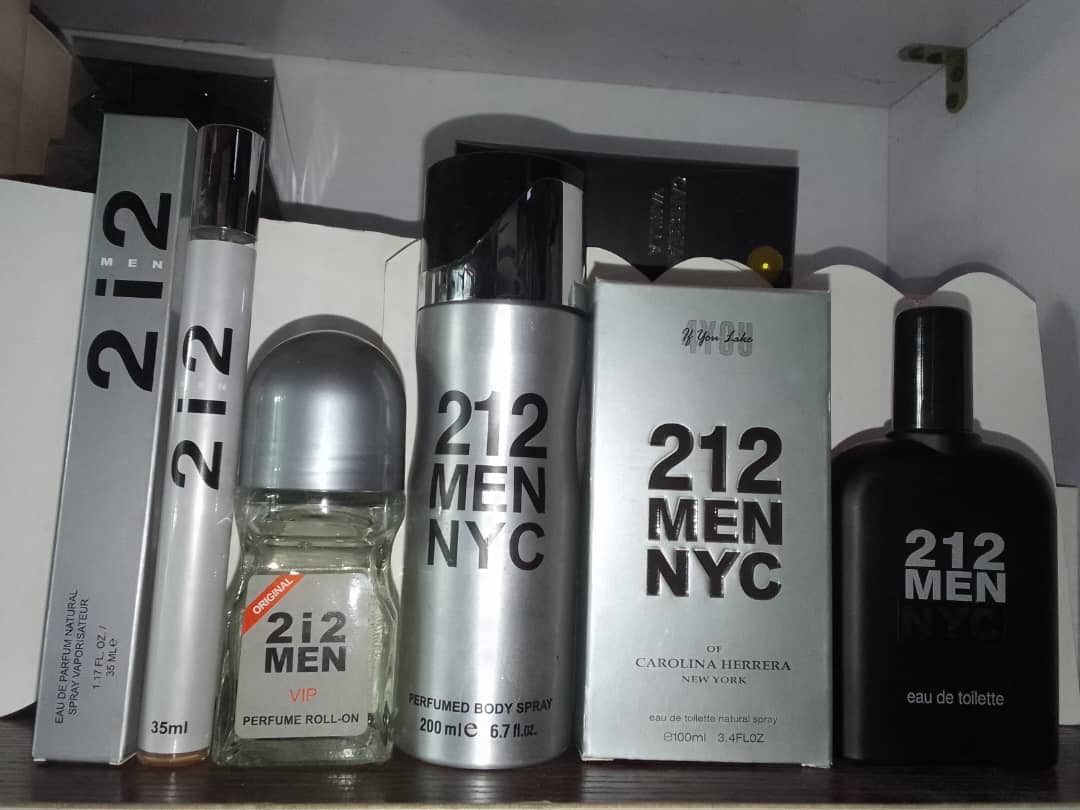 2i2
MEN
EAU DE PARFUM NATURAL
SPRAY VAPORISATEUR
1.17 FL. OZ. /
35 ML e
2i2
MEN
35ml
ORIGINAL
2i2
MEN
VIP
PERFUME ROLL-ON
212
MEN
NYC
PERFUMED BODY SPRAY
200 ml e 6.7 fl.oz.
4YOU
If You Like
212
MEN
NYC
OF
CAROLINA HERRERA
NEW YORK
eau de toilette natural spray
e100ml 3.4FLOZ
212
MEN
NYC
eau de toilette